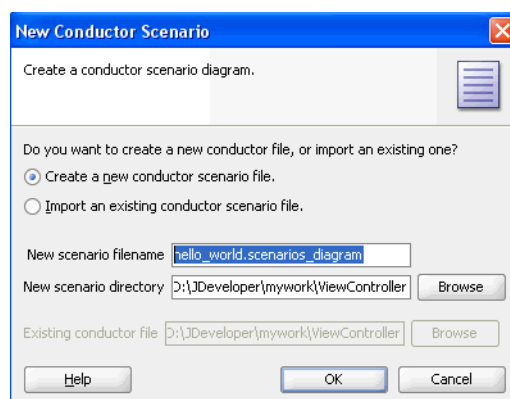 New Conductor Scenario
Create a conductor scenario diagram.
Do you want to create a new conductor file, or import an existing one?
Create a new conductor scenario file.
Import an existing conductor scenario file.
New scenario filename hello_world.scenarios_diagram
New scenario directory D:\JDeveloper\mywork\ViewController Browse
Existing conductor file D:\JDeveloper\mywork\ViewController Browse
Help OK Cancel